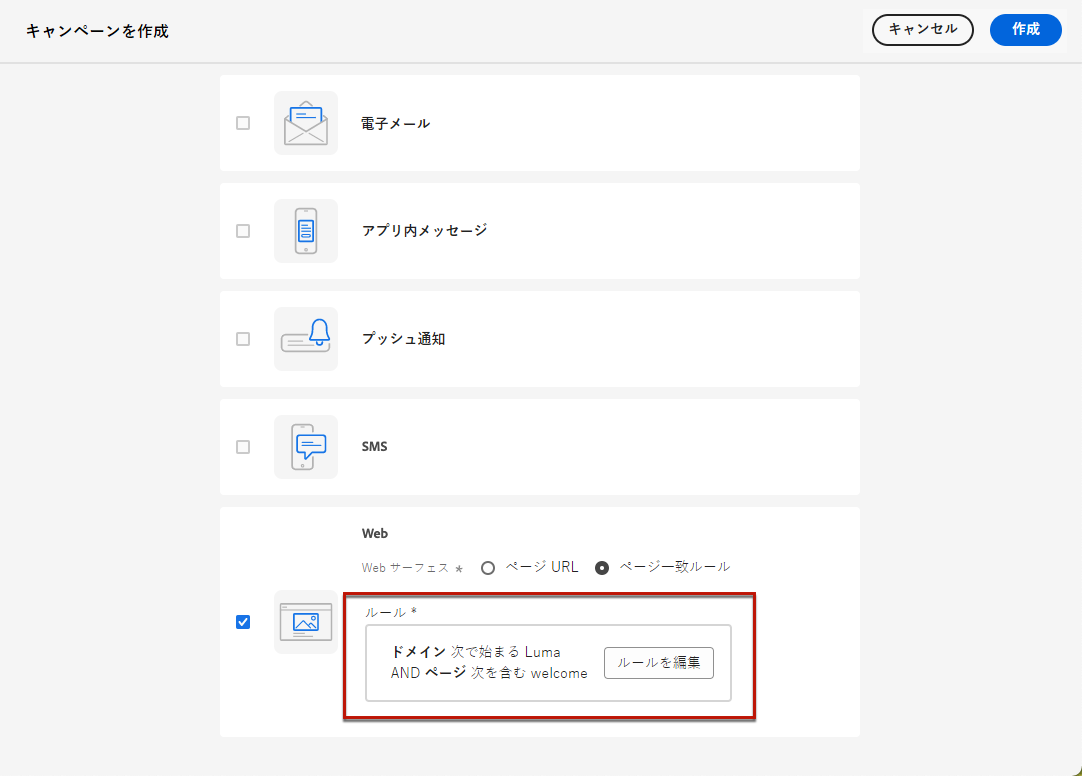 キャンペーンを作成
キャンセル
作成
電子メール
アプリ内メッセージ
プッシュ通知
SMS
Web
Web サーフェス * ページ URL ページ一致ルール
ルール *
ドメイン 次で始まる Luma
AND ページ 次を含む welcome
ルールを編集